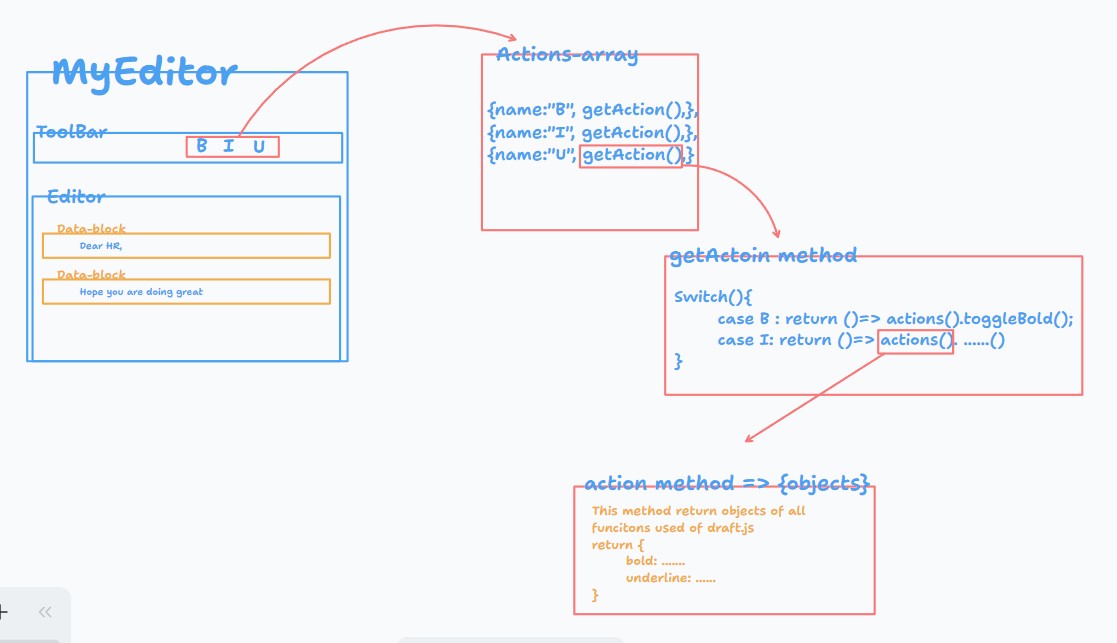 MyEditor
ToolBar
B I U
Editor
Data-block
Dear HR,
Data-block
Hope you are doing great
Actions-array
{name:"B", getAction(),},
{name:"I", getAction(),},
{name:"U", getAction(),}
getActoin method
Switch(){
case B : return ()=> actions().toggleBold();
case I: return ()=> actions(). ......()
}
action method => {objects}
This method return objects of all
funcitons used of draft.js
return {
bold: .......
underline: ......
}